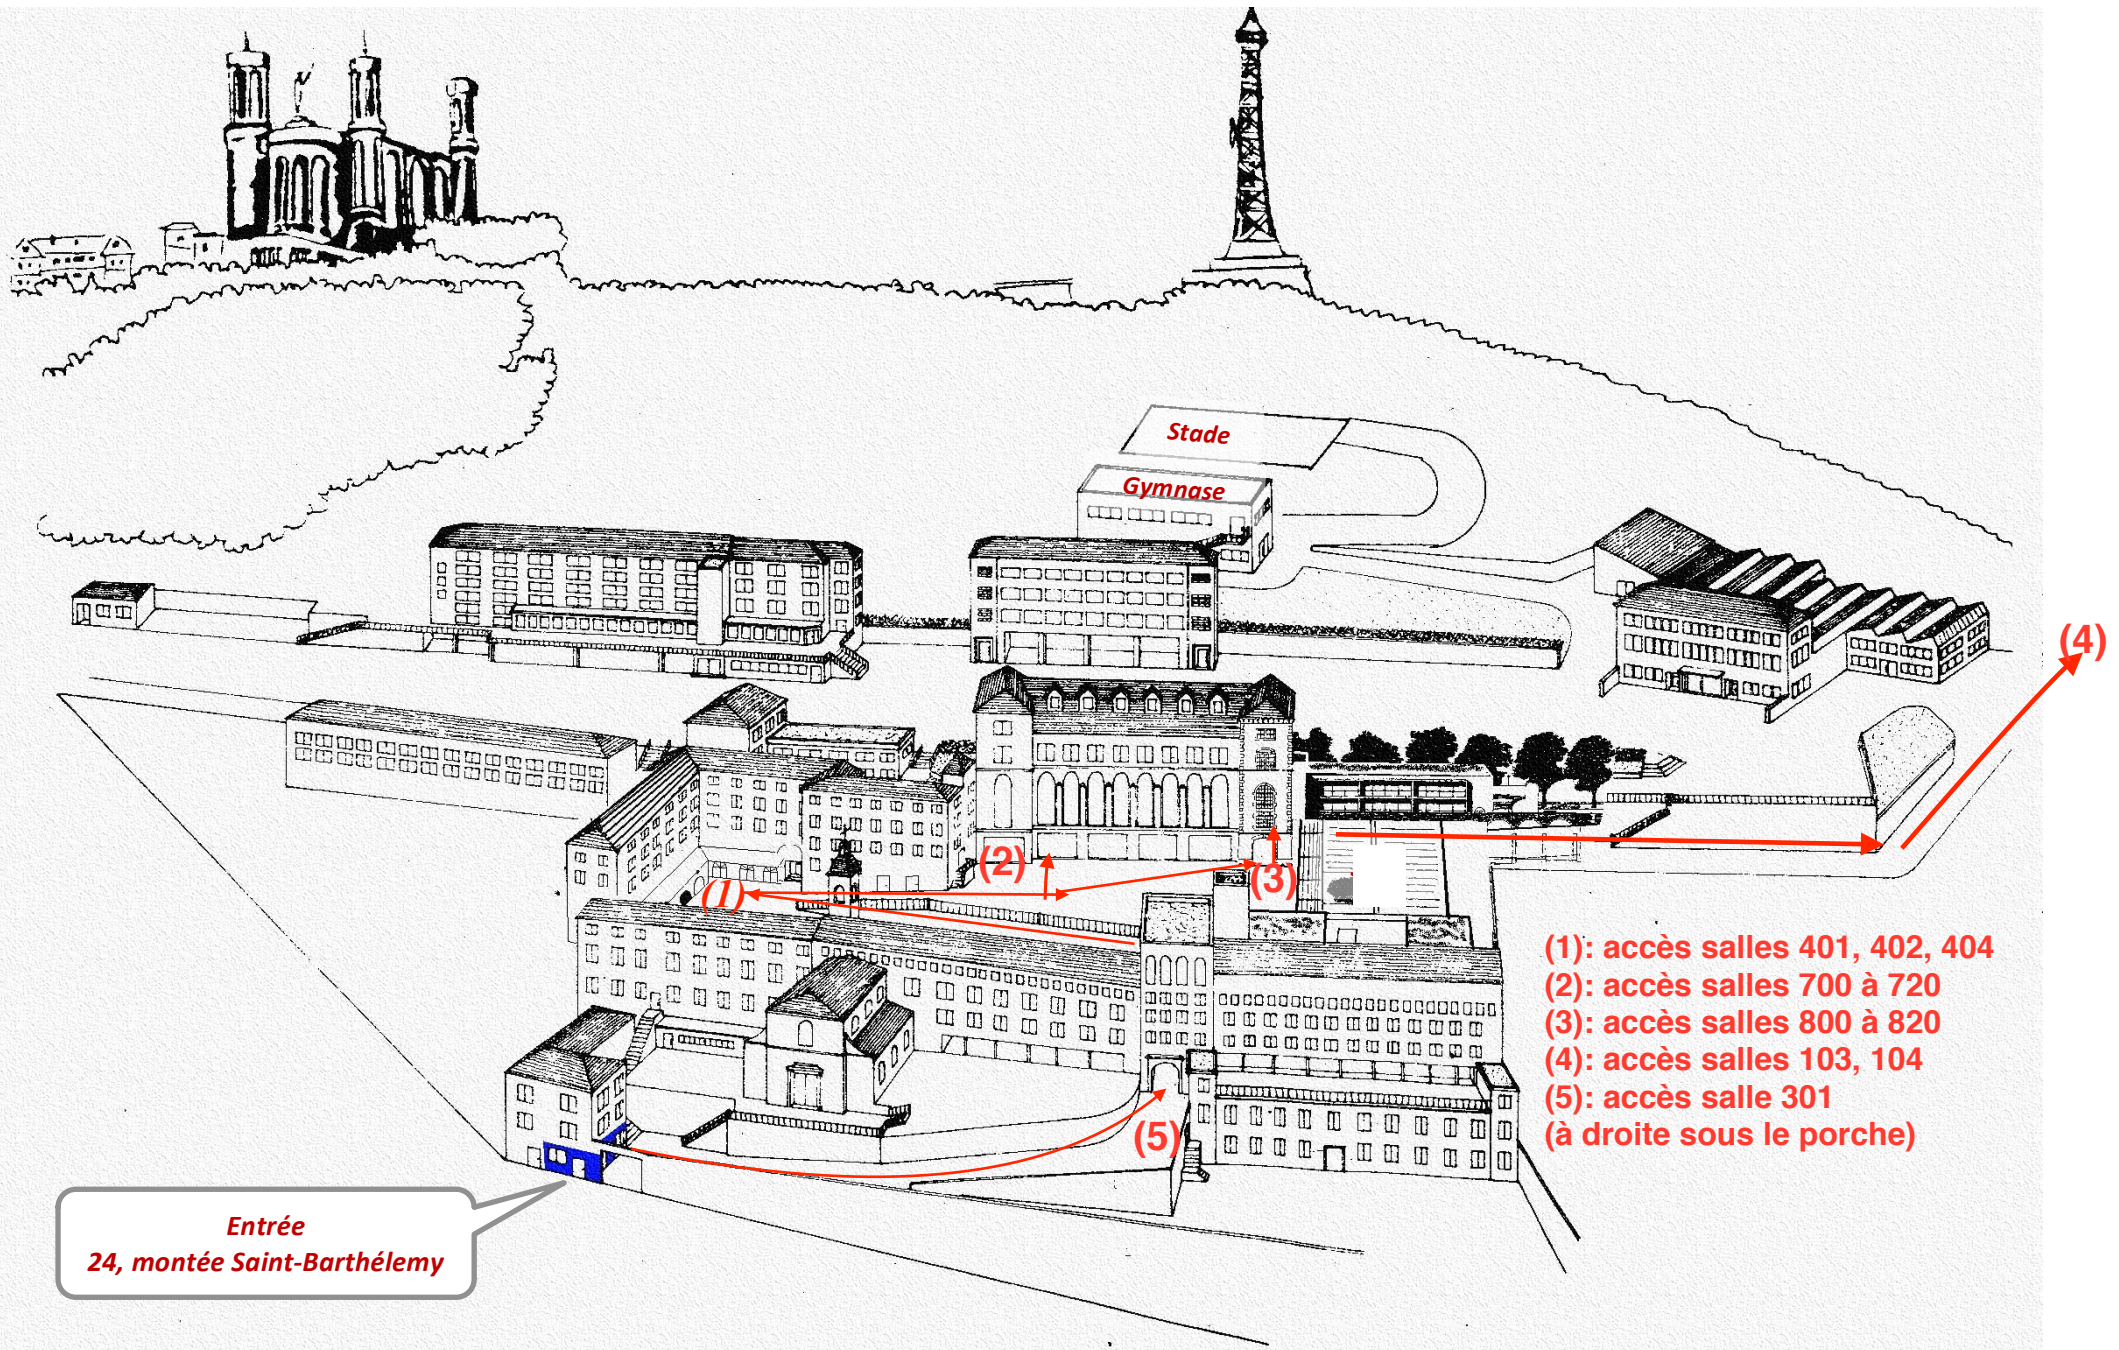 Stade
Gymnase
(4)
(2)
(3)
(1)
(1): accès salles 401, 402, 404
(2): accès salles 700 à 720
(3): accès salles 800 à 820
(4): accès salles 103, 104
(5): accès salle 301
(à droite sous le porche)
(5)
Entrée
24, montée Saint-Barthélemy